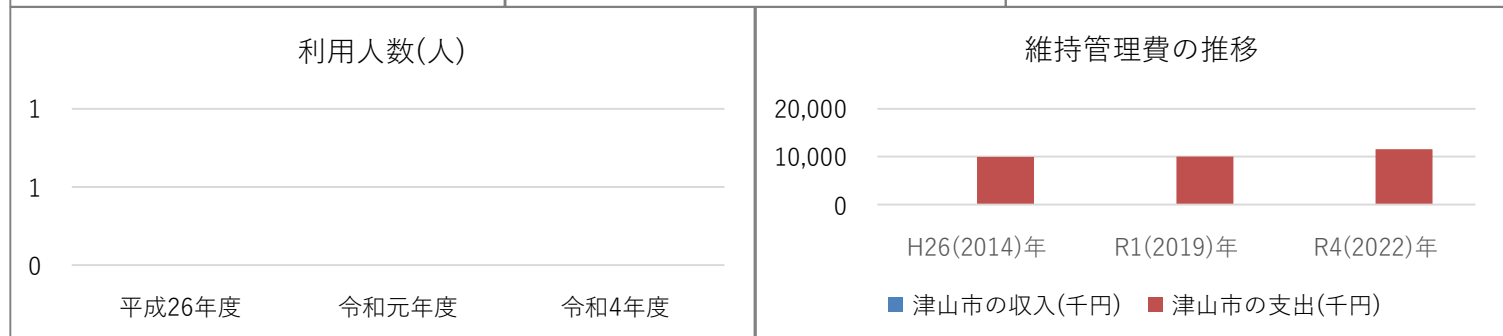 利用人数(人)
1
1
0
平成26年度
令和元年度
令和4年度
維持管理費の推移
20,000
10,000
0
H26(2014)年
R1(2019)年
R4(2022)年
津山市の収入(千円)
津山市の支出(千円)